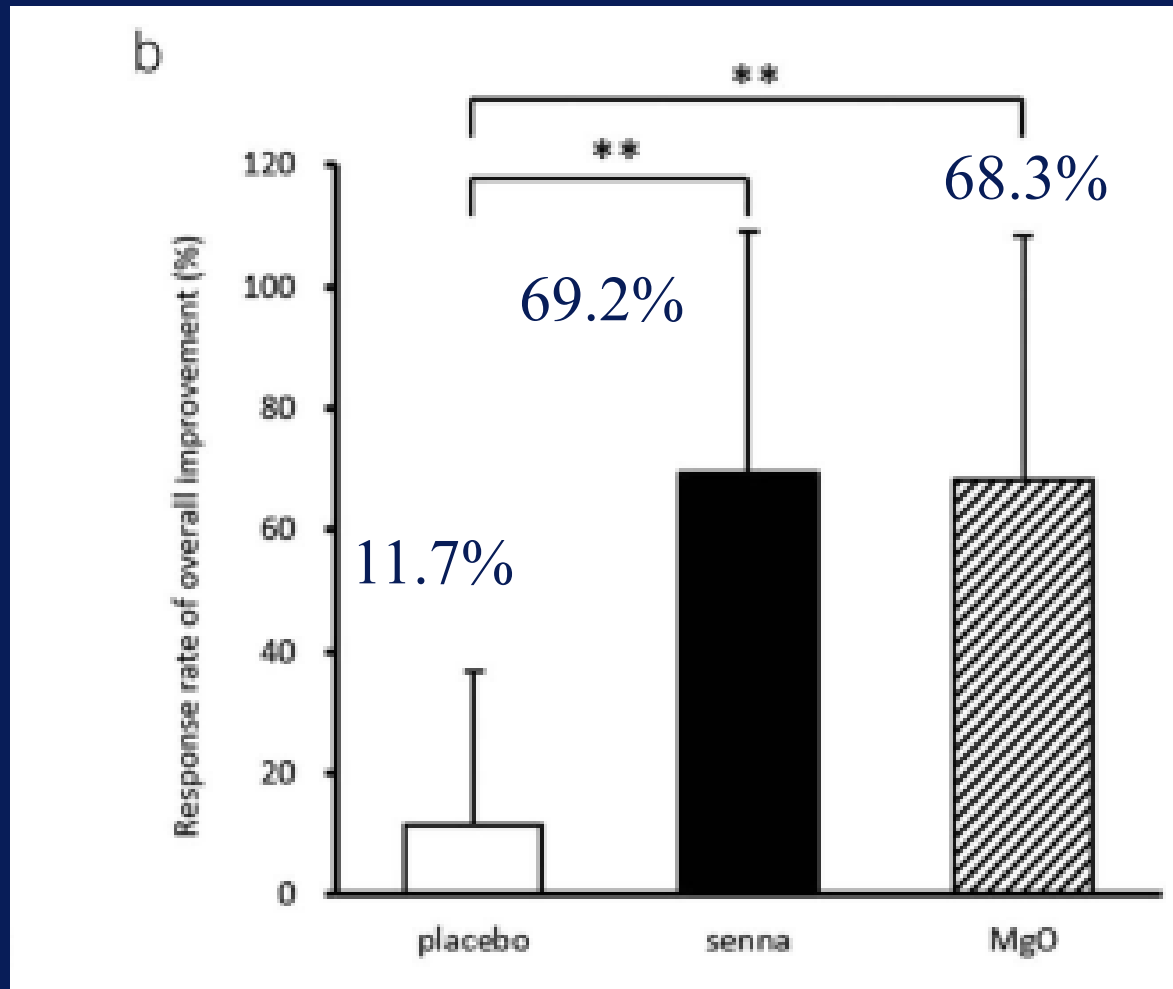 b
**
**
120
68.3%
100
69.2%
80
60
11.7%
40
20
0
Response rate of overall improvement (%)
placebo
senna
MgO